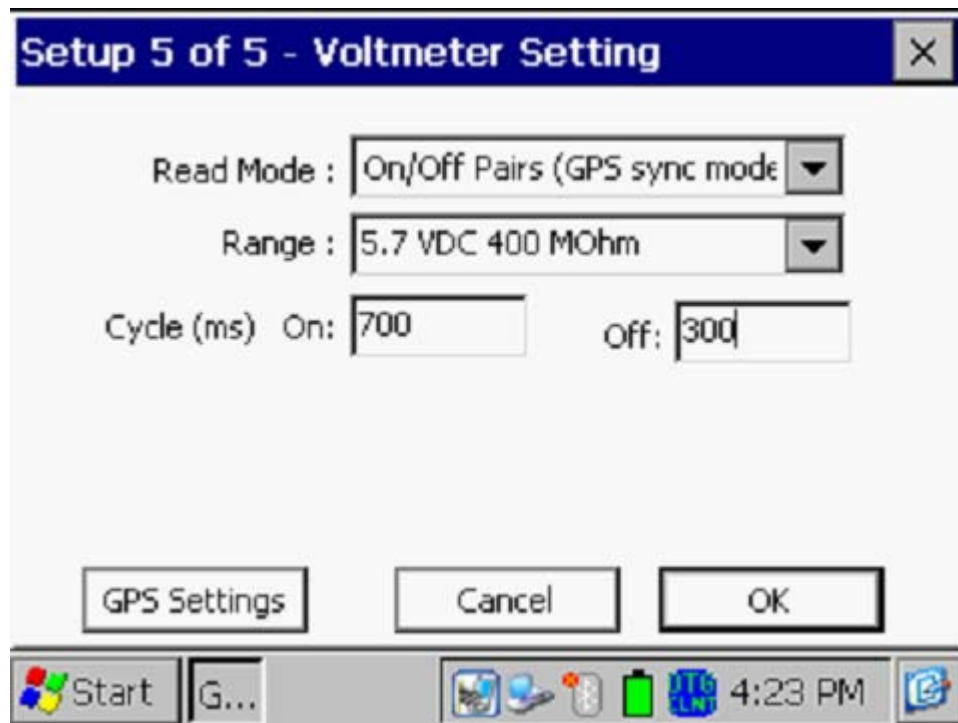 Setup 5 of 5 - Voltmeter Setting
Read Mode : On/Off Pairs (GPS sync mode
Range : 5.7 VDC 400 MOhm
Cycle (ms) On: 700 Off: 300
GPS Settings Cancel OK
Start G... 4:23 PM